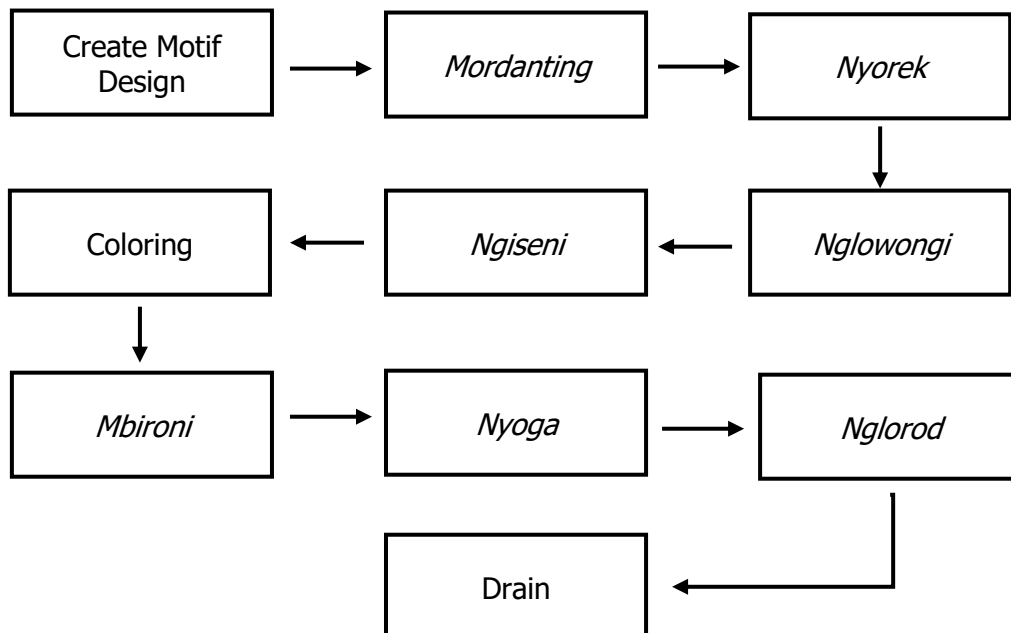 Create Motif
Design
Mordanting
Nyorek
Nglowongi
Ngiseni
Coloring
Mbironi
Nyoga
Nglorod
Drain